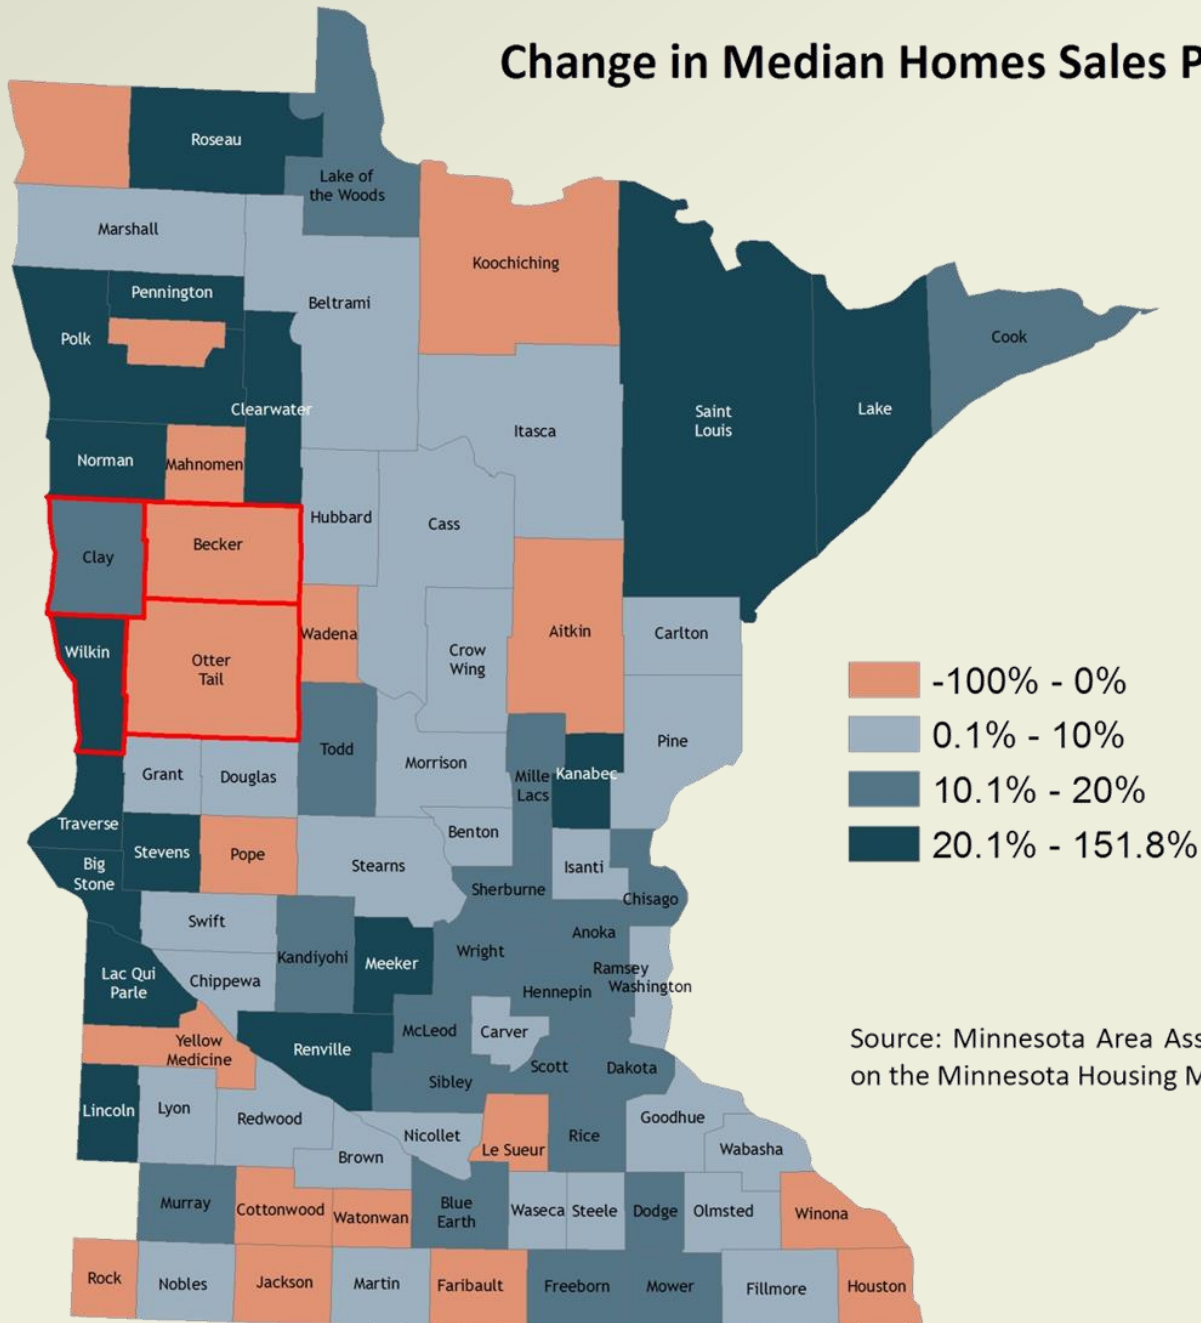 Change in Median Homes Sales P
Roseau
Lake of
the Woods
Marshall
Koochiching
Pennington
Beltrami
Polk
Cook
Clearwater
Saint
Louis
Lake
Itasca
Norman
Mahnomen
Hubbard
Cass
Becker
Clay
Wadena
Aitkin
Carlton
Wilkin
Crow
Wing
Otter
Tail
-100% - 0%
0.1% - 10%
10.1% - 20%
20.1% - 151.8%
Todd
Pine
Morrison
Grant
Douglas
Mille
Lacs
Kanabec
Traverse
Benton
Stevens
Pope
Stearns
Isanti
Big
Stone
Sherburne
Chisago
Swift
Anoka
Wright
Kandiyohi
Meeker
Ramsey
Lac Qui
Parle
Chippewa
Washington
Hennepin
McLeod
Carver
Yellow
Medicine
Renville
Source: Minnesota Area Ass
on the Minnesota Housing M
Scott
Dakota
Sibley
Lincoln
Lyon
Redwood
Goodhue
Nicollet
Rice
Le Sueur
Wabasha
Brown
Murray
Cottonwood
Watonwan
Blue
Earth
Waseca
Steele
Dodge
Olmsted
Winona
Rock
Nobles
Jackson
Martin
Faribault
Freeborn
Mower
Fillmore
Houston